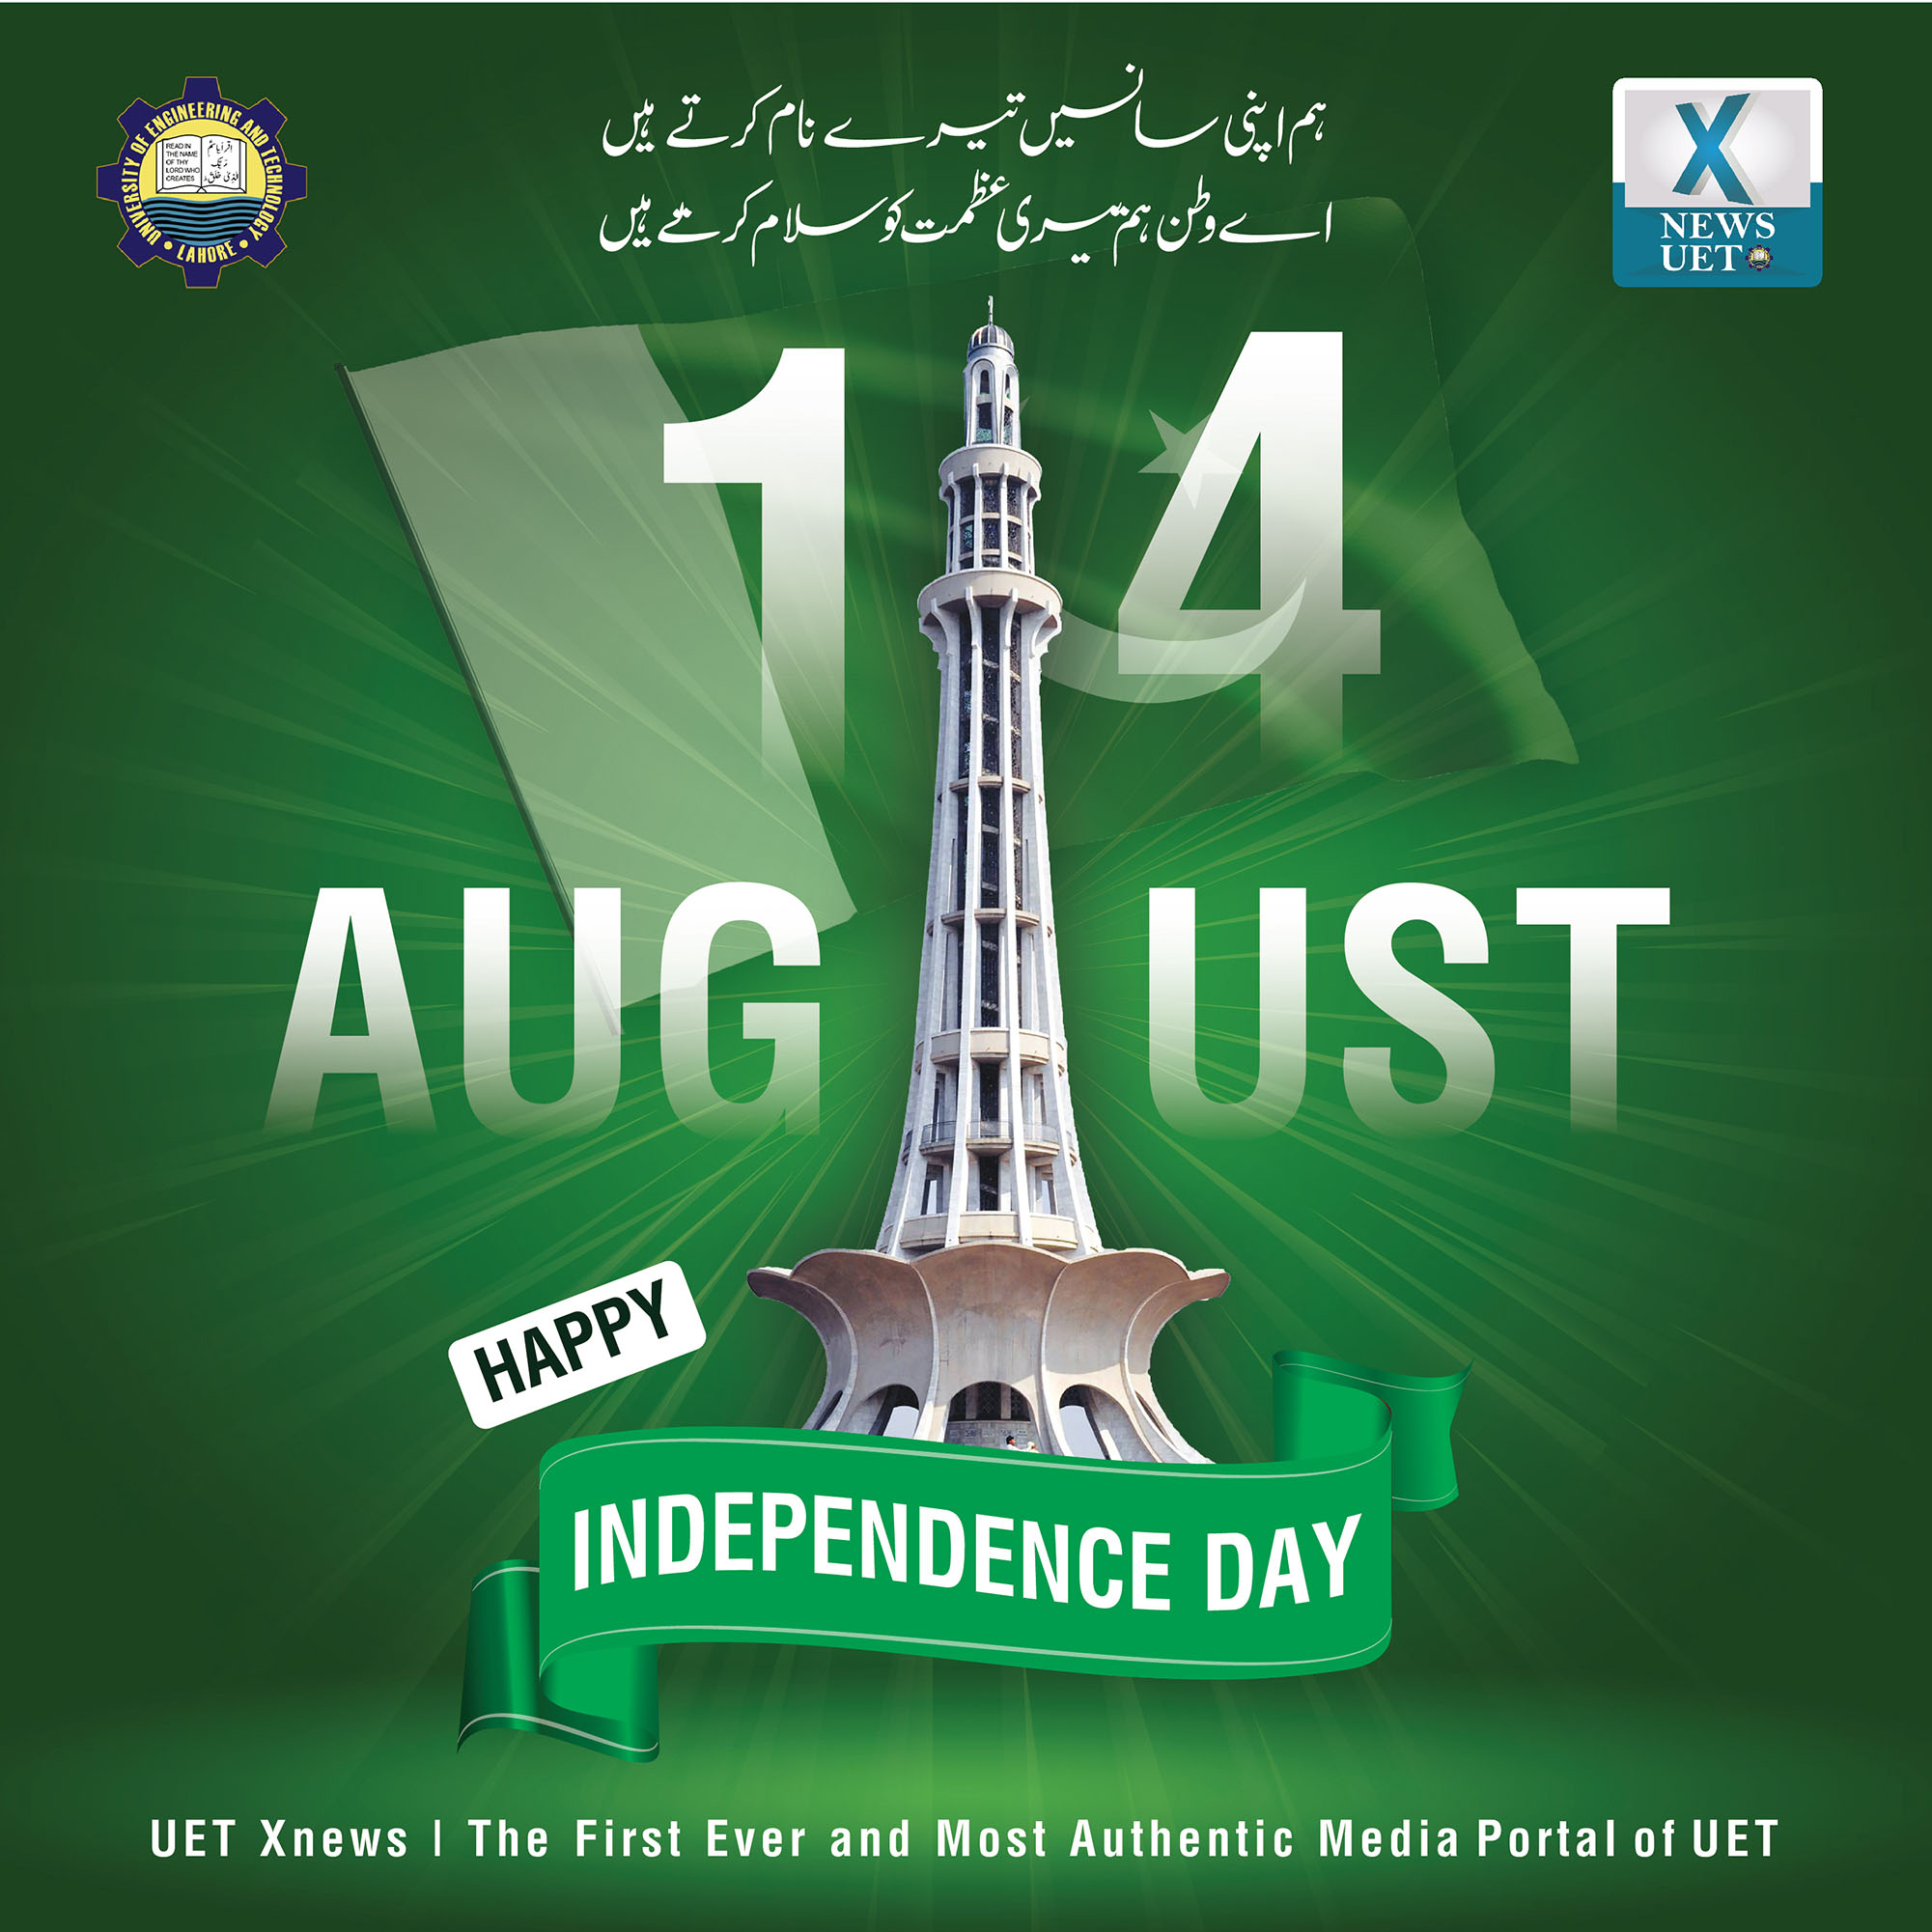 ہم اپنی سانسیں تیرے نام کرتے ہیں
اے وطن ہم تیری عظمت کو سلام کرتے ہیں
UNIVERSITY OF ENGINEERING AND TECHNOLOGY
• LAHORE •
READ IN
THE NAME
OF THY
LORD WHO
CREATES
X
NEWS
UET
14
AUGUST
HAPPY
INDEPENDENCE DAY
UET Xnews | The First Ever and Most Authentic Media Portal of UET